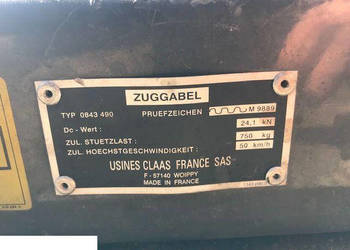 ZUGGABEL
TYP 0843 490 PRUEFZEICHEN M 9889
Dc - Wert : 24,1 kN
ZUL. STUETZLAST : 750 kg
ZUL. HOECHSTGESCHWINDIGKEIT : 50 km/h
USINES CLAAS FRANCE SAS
F - 57140 WOIPPY
MADE IN FRANCE